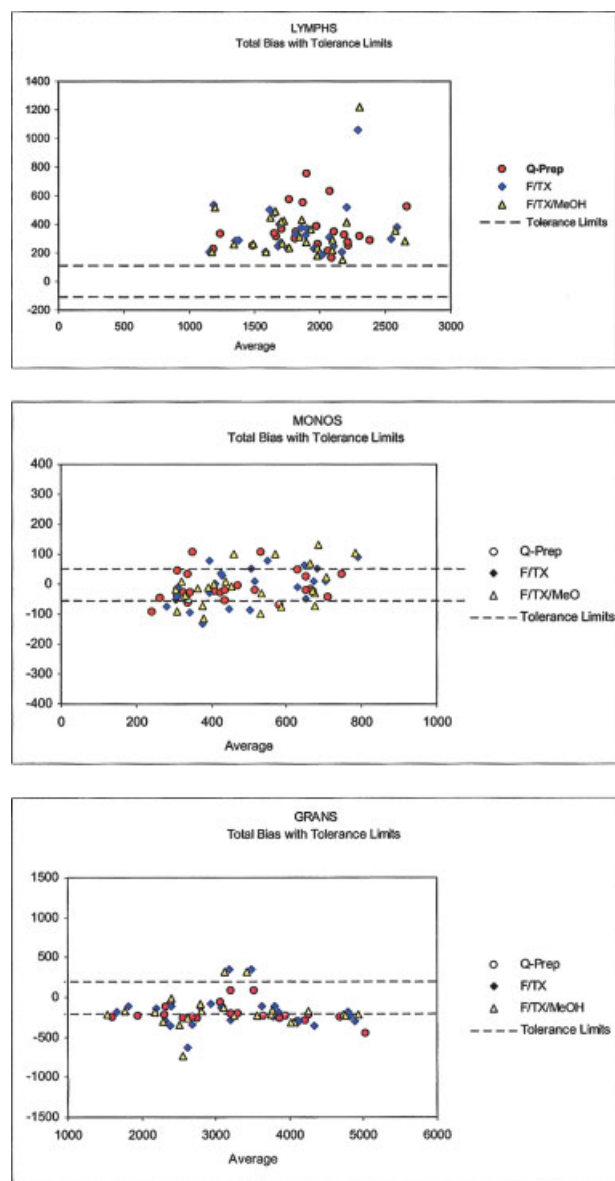 LYMPHS
Total Bias with Tolerance Limits
1400
1200
1000
800
600
400
200
0
-200
0 500 1000 1500 2000 2500 3000
Average
Q-Prep
F/TX
F/TX/MeOH
Tolerance Limits
MONOS
Total Bias with Tolerance Limits
400
300
200
100
0
-100
-200
-300
-400
0 200 400 600 800 1000
Average
Q-Prep
F/TX
F/TX/MeO
Tolerance Limits
GRANS
Total Bias with Tolerance Limits
1500
1000
500
0
-500
-1000
-1500
1000 2000 3000 4000 5000 6000
Average
Q-Prep
F/TX
F/TX/MeOH
Tolerance Limits